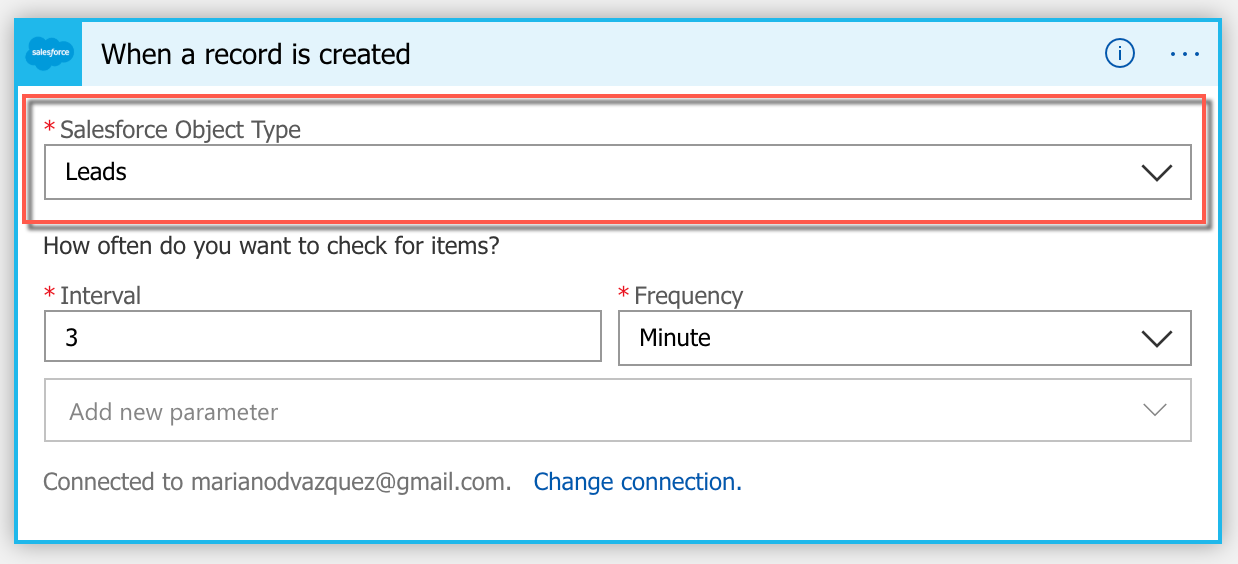 salesforce When a record is created
* Salesforce Object Type
Leads
How often do you want to check for items?
* Interval * Frequency
3 Minute
Add new parameter
Connected to marianodvazquez@gmail.com. Change connection.